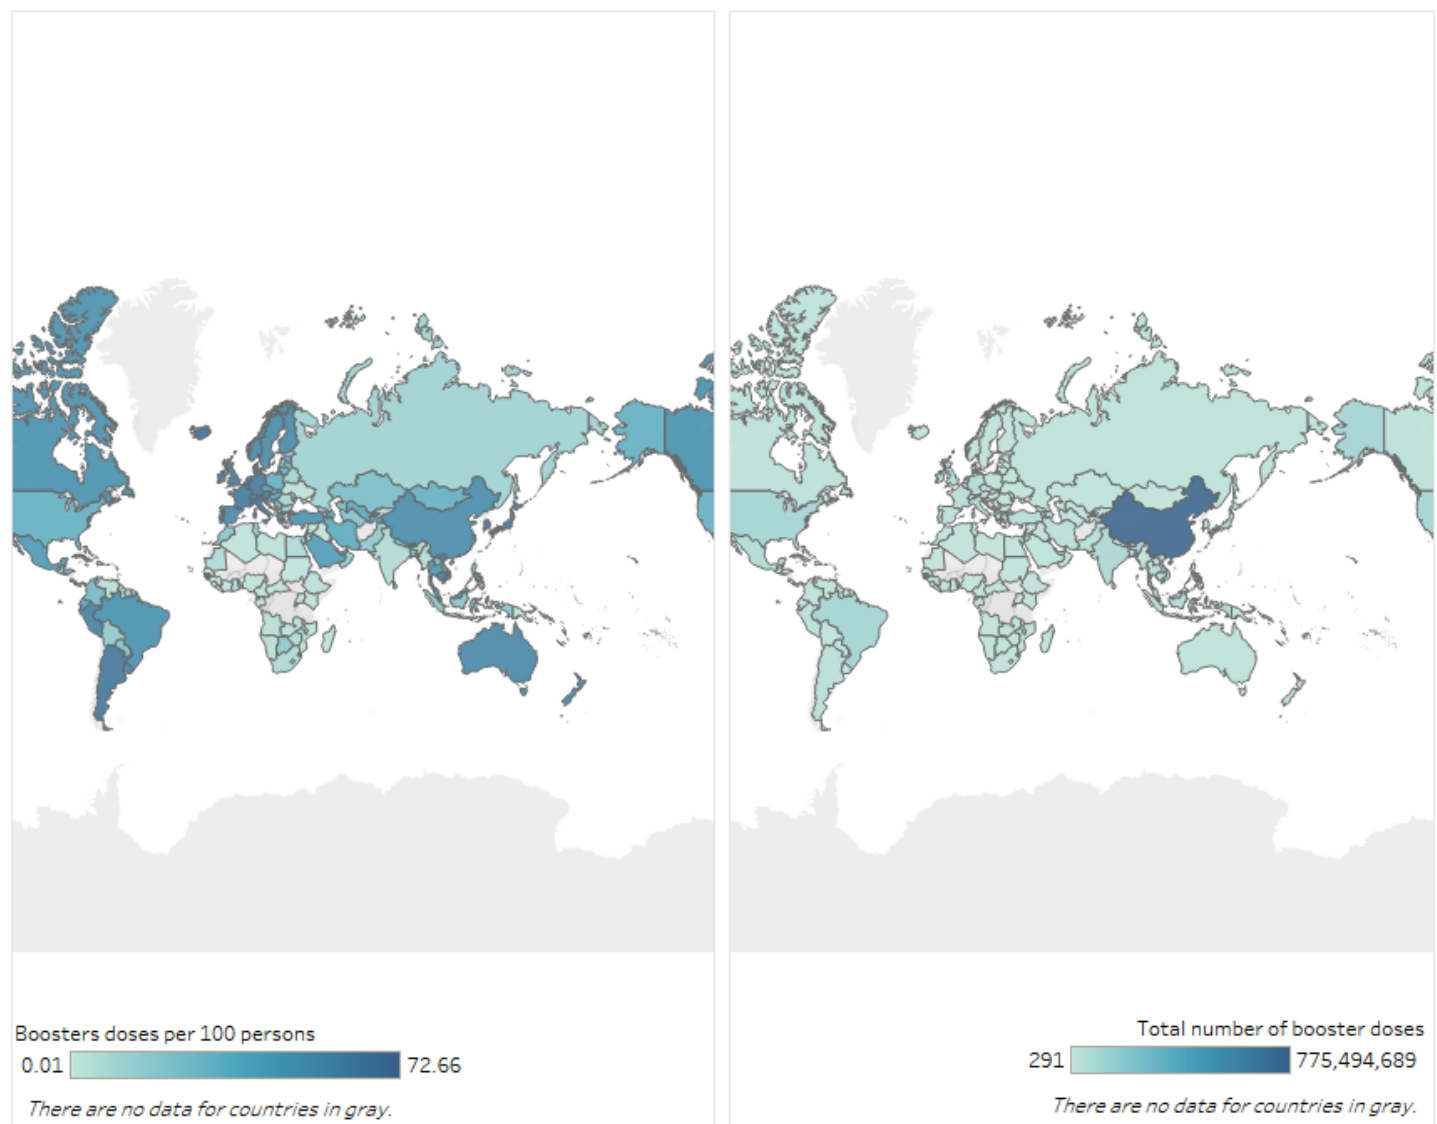 Boosters doses per 100 persons
0.01 72.66
There are no data for countries in gray.
Total number of booster doses
291 775,494,689
There are no data for countries in gray.